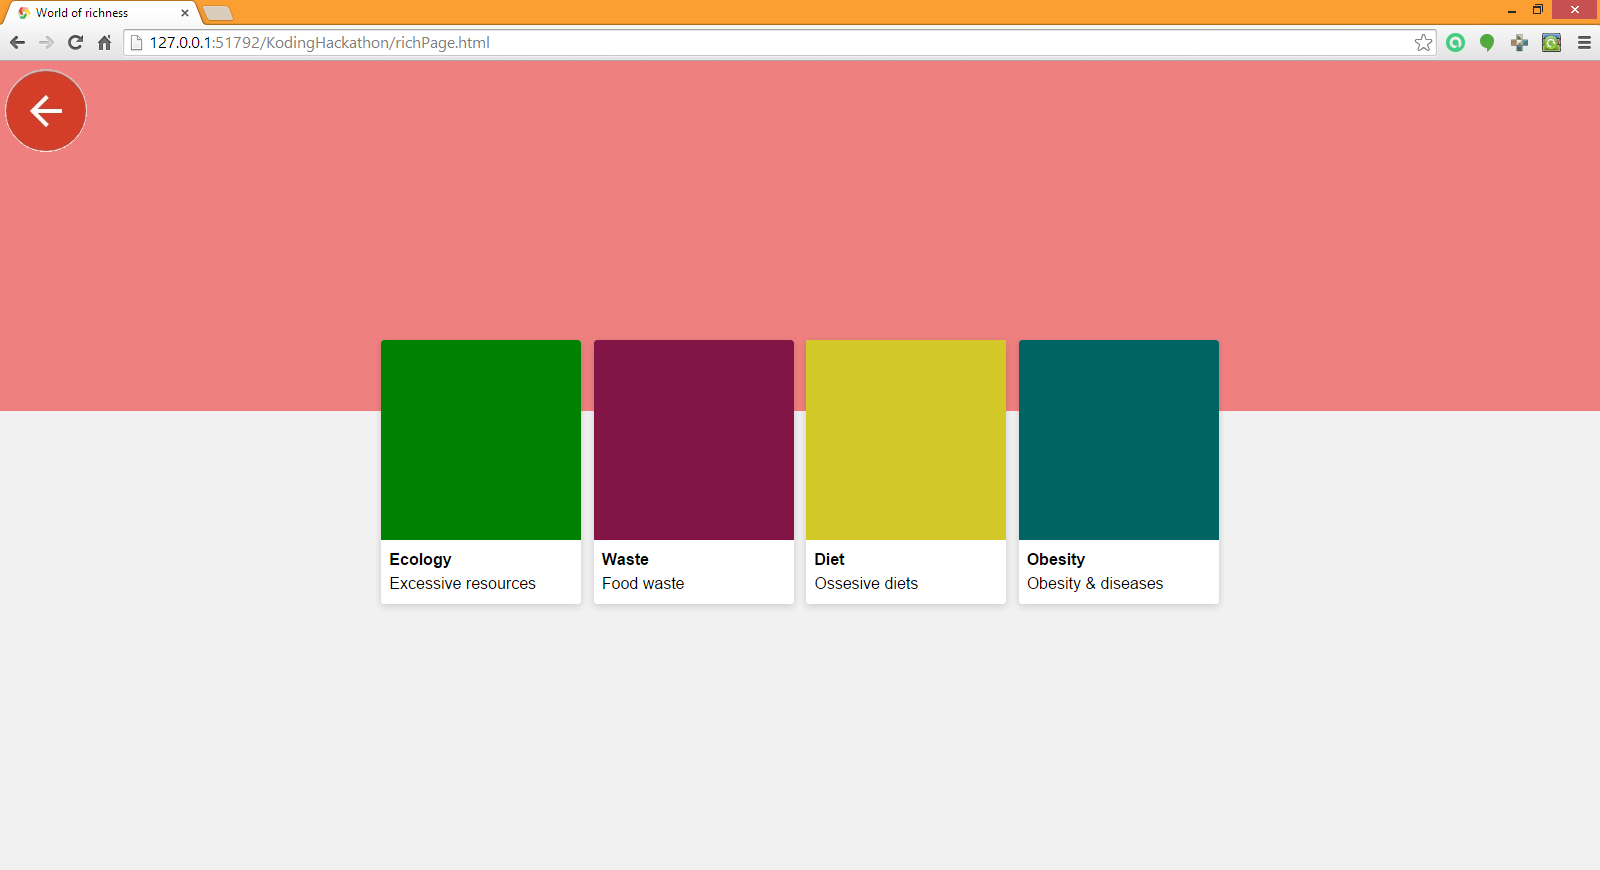 World of richness
127.0.0.1:51792/KodingHackathon/richPage.html
Ecology
Excessive resources
Waste
Food waste
Diet
Ossesive diets
Obesity
Obesity & diseases